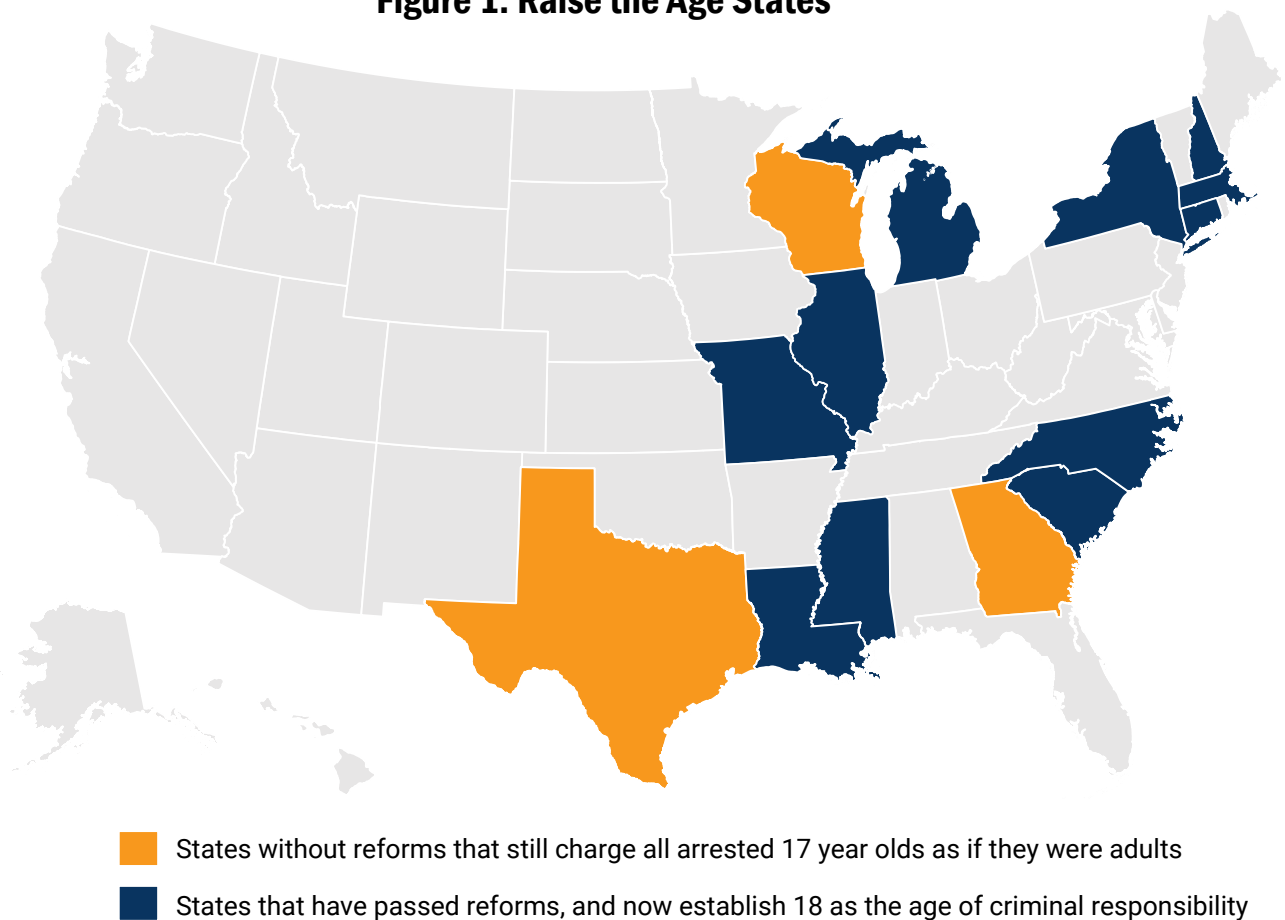 Figure 1. Raise the Age States
States without reforms that still charge all arrested 17 year olds as if they were adults
States that have passed reforms, and now establish 18 as the age of criminal responsibility